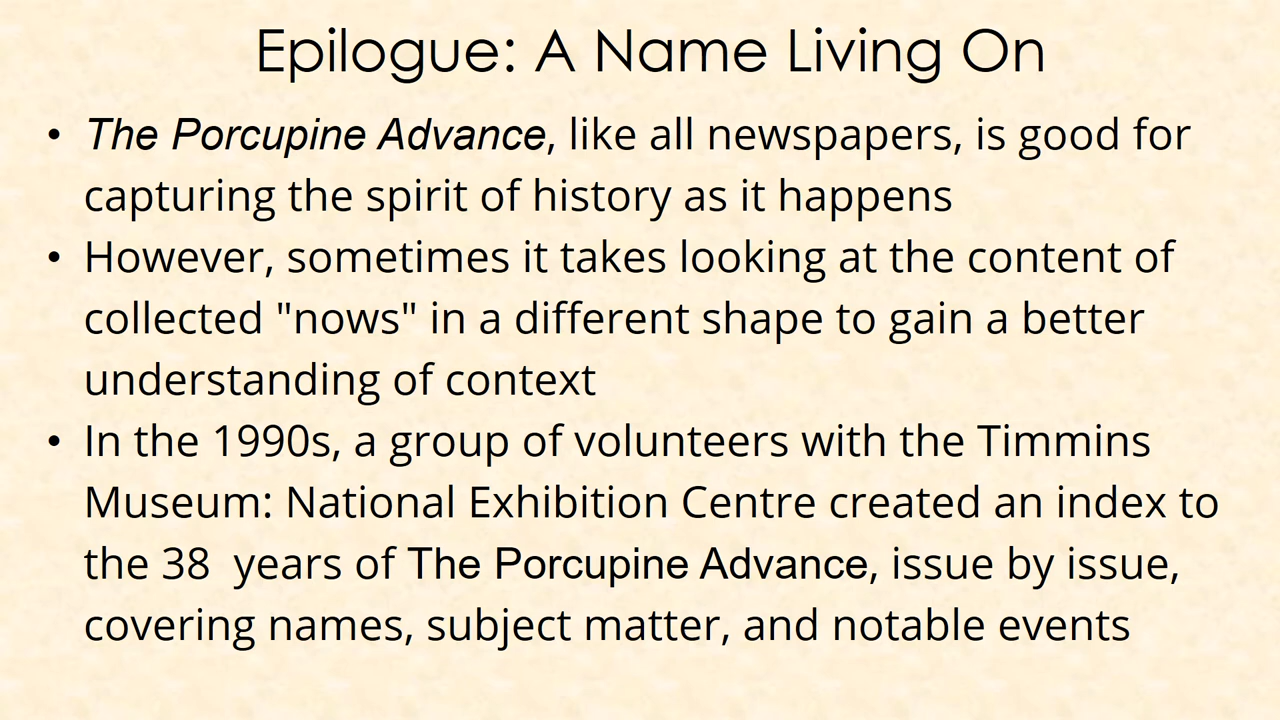 Epilogue: A Name Living On
• The Porcupine Advance, like all newspapers, is good for
capturing the spirit of history as it happens
• However, sometimes it takes looking at the content of
collected "nows" in a different shape to gain a better
understanding of context
• In the 1990s, a group of volunteers with the Timmins
Museum: National Exhibition Centre created an index to
the 38  years of The Porcupine Advance, issue by issue,
covering names, subject matter, and notable events